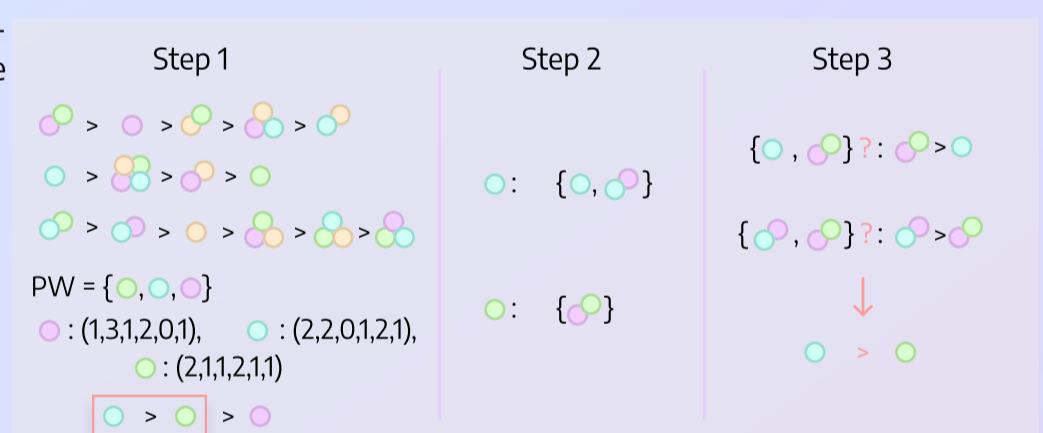 Step 1
> > > >
> > >
> > > > >
PW = { , , }
: (1,3,1,2,0,1), : (2,2,0,1,2,1),
: (2,1,1,2,1,1)
> >
Step 2
: { , }
: { }
Step 3
{ , } ? : >
{ , } ? : >
↓
>
e